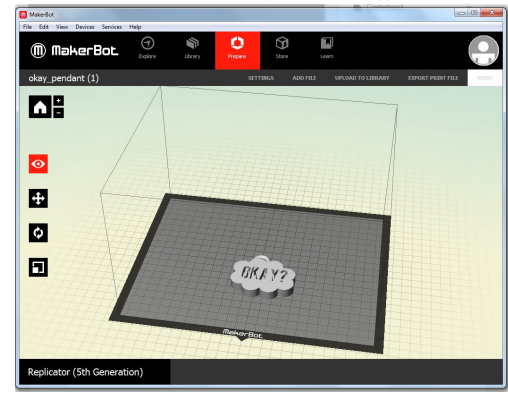 Comment
MakerBot
File Edit View Devices Services Help
MakerBot
Explore Library Prepare Store Learn
okay_pendant (1)
SETTINGS ADD FILE UPLOAD TO LIBRARY EXPORT PRINT FILE PRINT
OKAY?
MakerBot
Replicator (5th Generation)